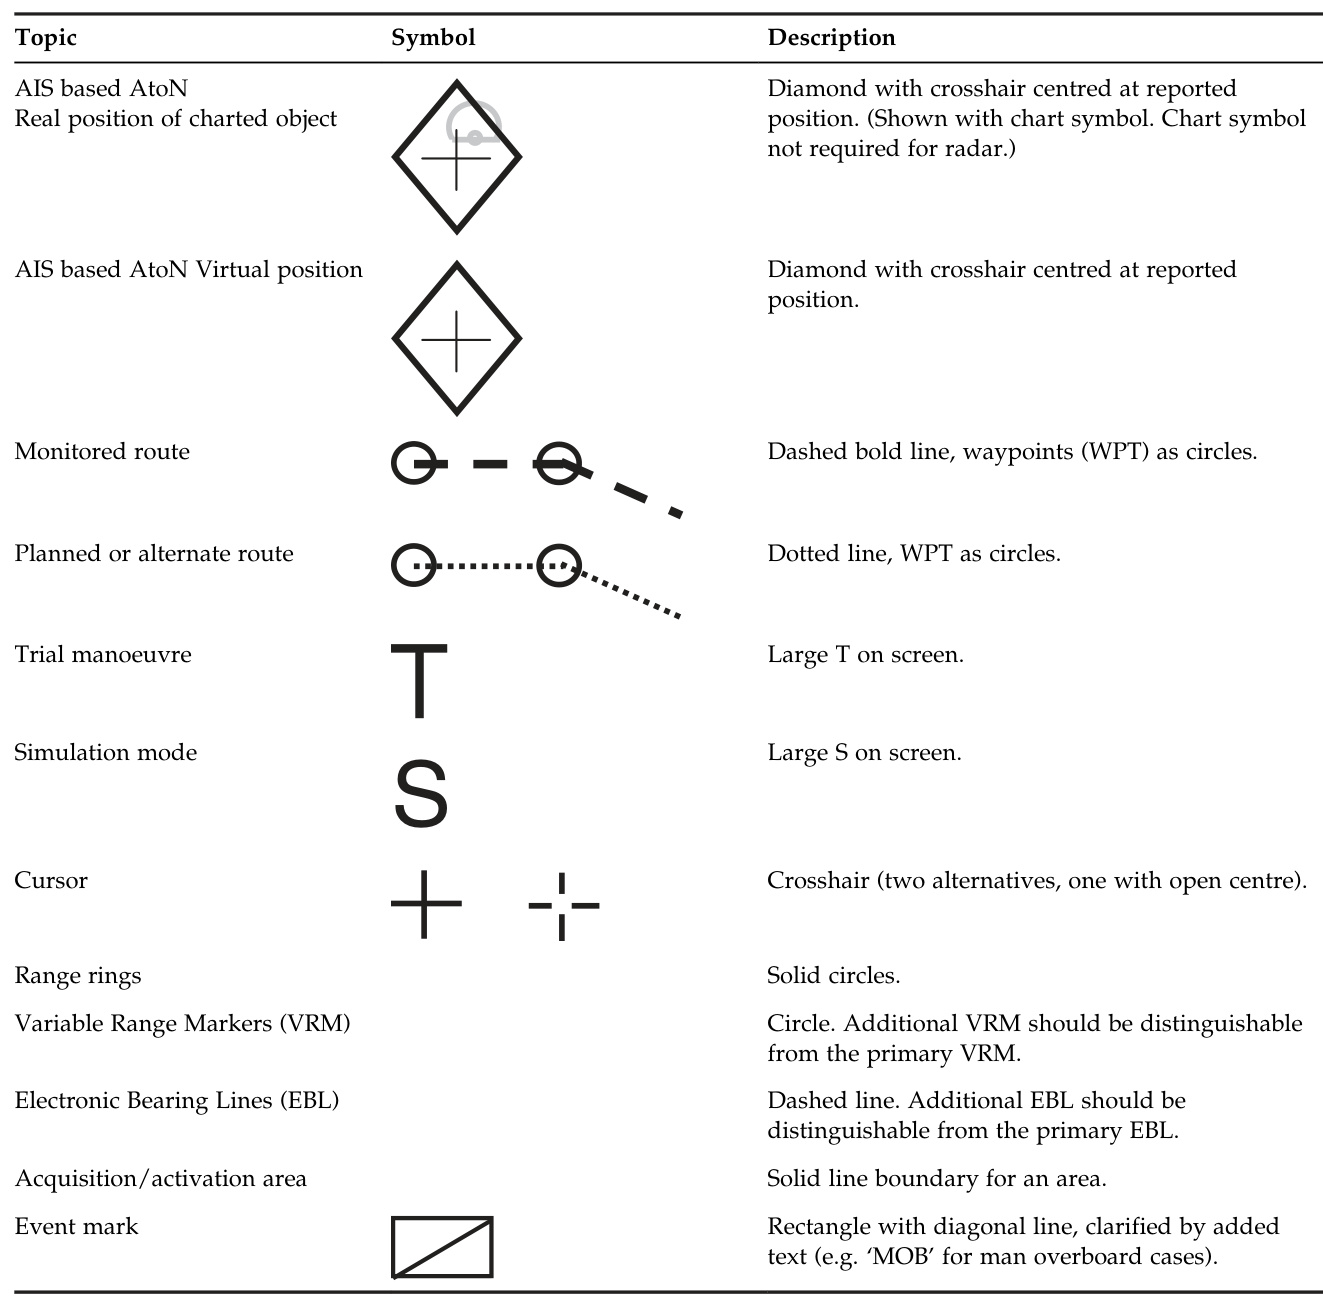 Topic Symbol Description
AIS based AtoN
Real position of charted object
Diamond with crosshair centred at reported
position. (Shown with chart symbol. Chart symbol
not required for radar.)
AIS based AtoN Virtual position
Diamond with crosshair centred at reported
position.
Monitored route
Dashed bold line, waypoints (WPT) as circles.
Planned or alternate route
Dotted line, WPT as circles.
Trial manoeuvre
T
Large T on screen.
Simulation mode
S
Large S on screen.
Cursor
Crosshair (two alternatives, one with open centre).
Range rings
Solid circles.
Variable Range Markers (VRM)
Circle. Additional VRM should be distinguishable
from the primary VRM.
Electronic Bearing Lines (EBL)
Dashed line. Additional EBL should be
distinguishable from the primary EBL.
Acquisition/activation area
Solid line boundary for an area.
Event mark
Rectangle with diagonal line, clarified by added
text (e.g. ‘MOB’ for man overboard cases).